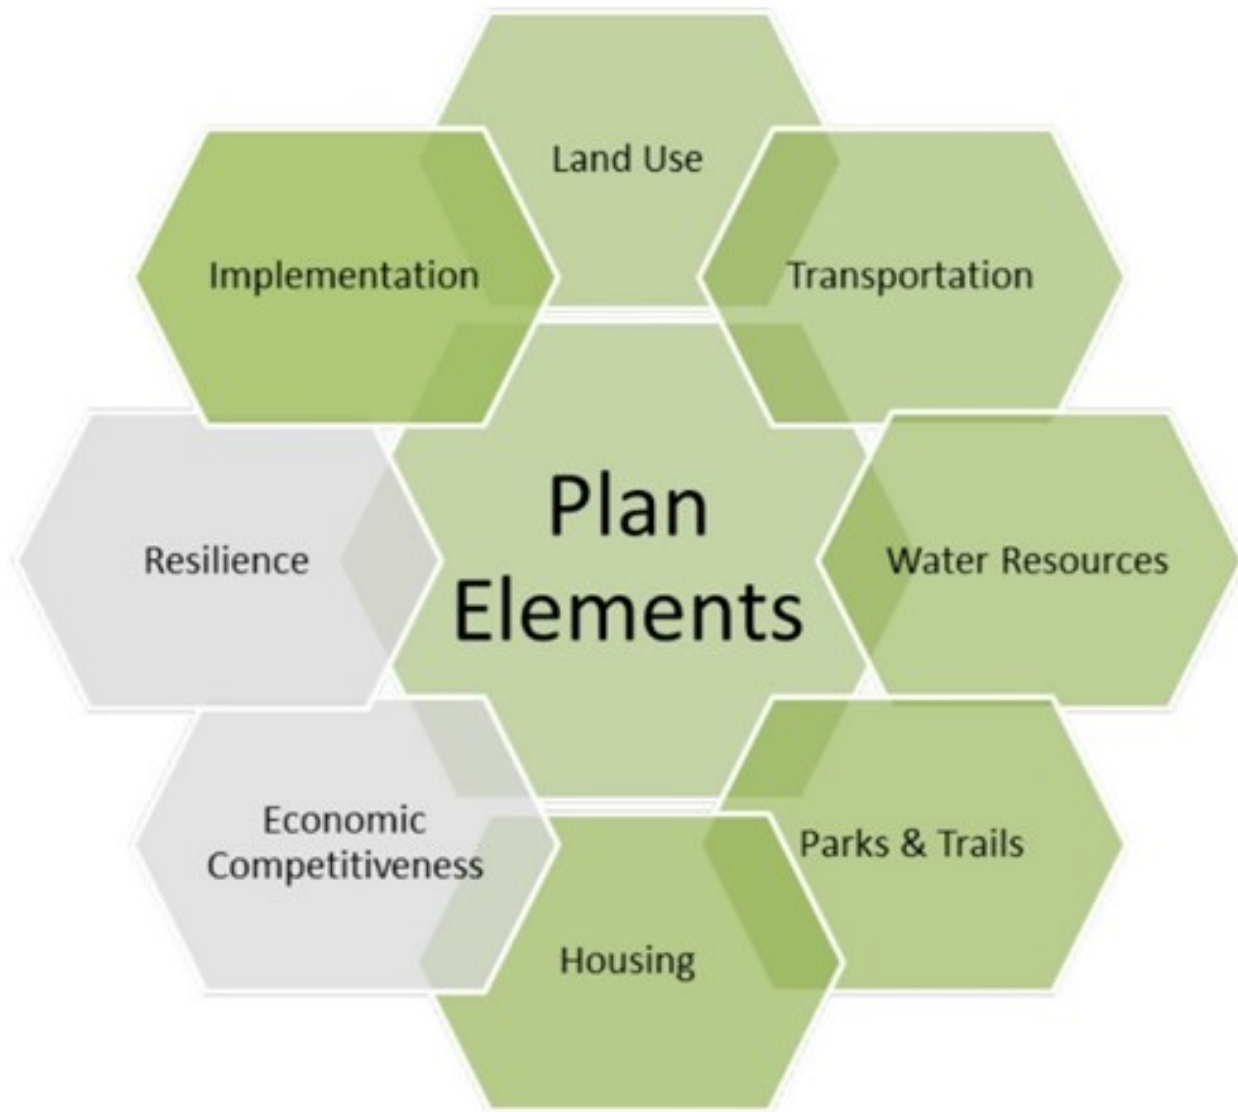 Land Use
Implementation
Transportation
Plan
Elements
Resilience
Water Resources
Economic
Competitiveness
Parks & Trails
Housing